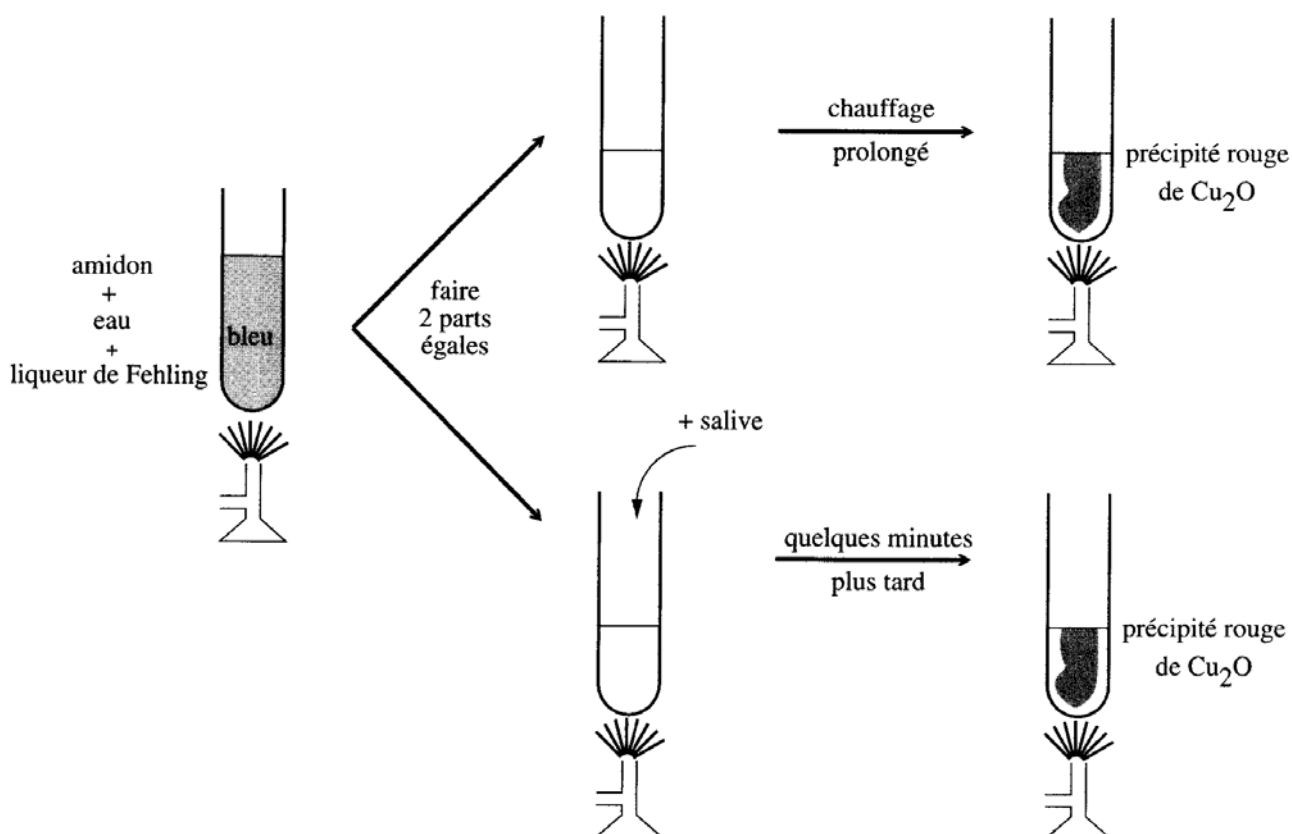 amidon
+
eau
+
liqueur de Fehling
bleu
faire
2 parts
égales
chauffage
prolongé
précipité rouge
de Cu₂O
+ salive
quelques minutes
plus tard
précipité rouge
de Cu₂O